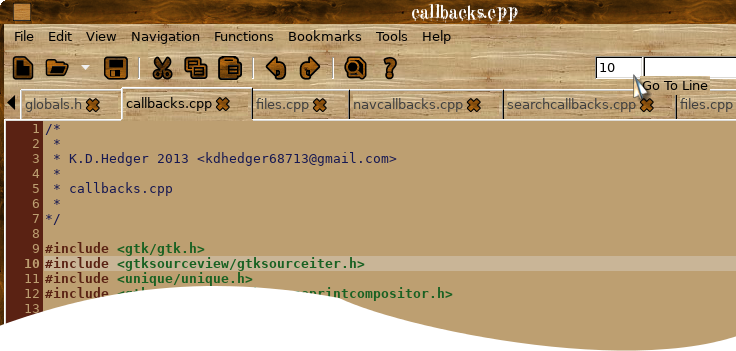 callbacks.cpp
File Edit View Navigation Functions Bookmarks Tools Help
10
Go To Line
globals.h callbacks.cpp files.cpp navcallbacks.cpp searchcallbacks.cpp files.cpp
1 /*
2 *
3 * K.D.Hedger 2013 <kdhedger68713@gmail.com>
4 *
5 * callbacks.cpp
6 *
7 */
8
9 #include <gtk/gtk.h>
10 #include <gtksourceview/gtksourceiter.h>
11 #include <unique/unique.h>
12 #include printcompositor.h>
13